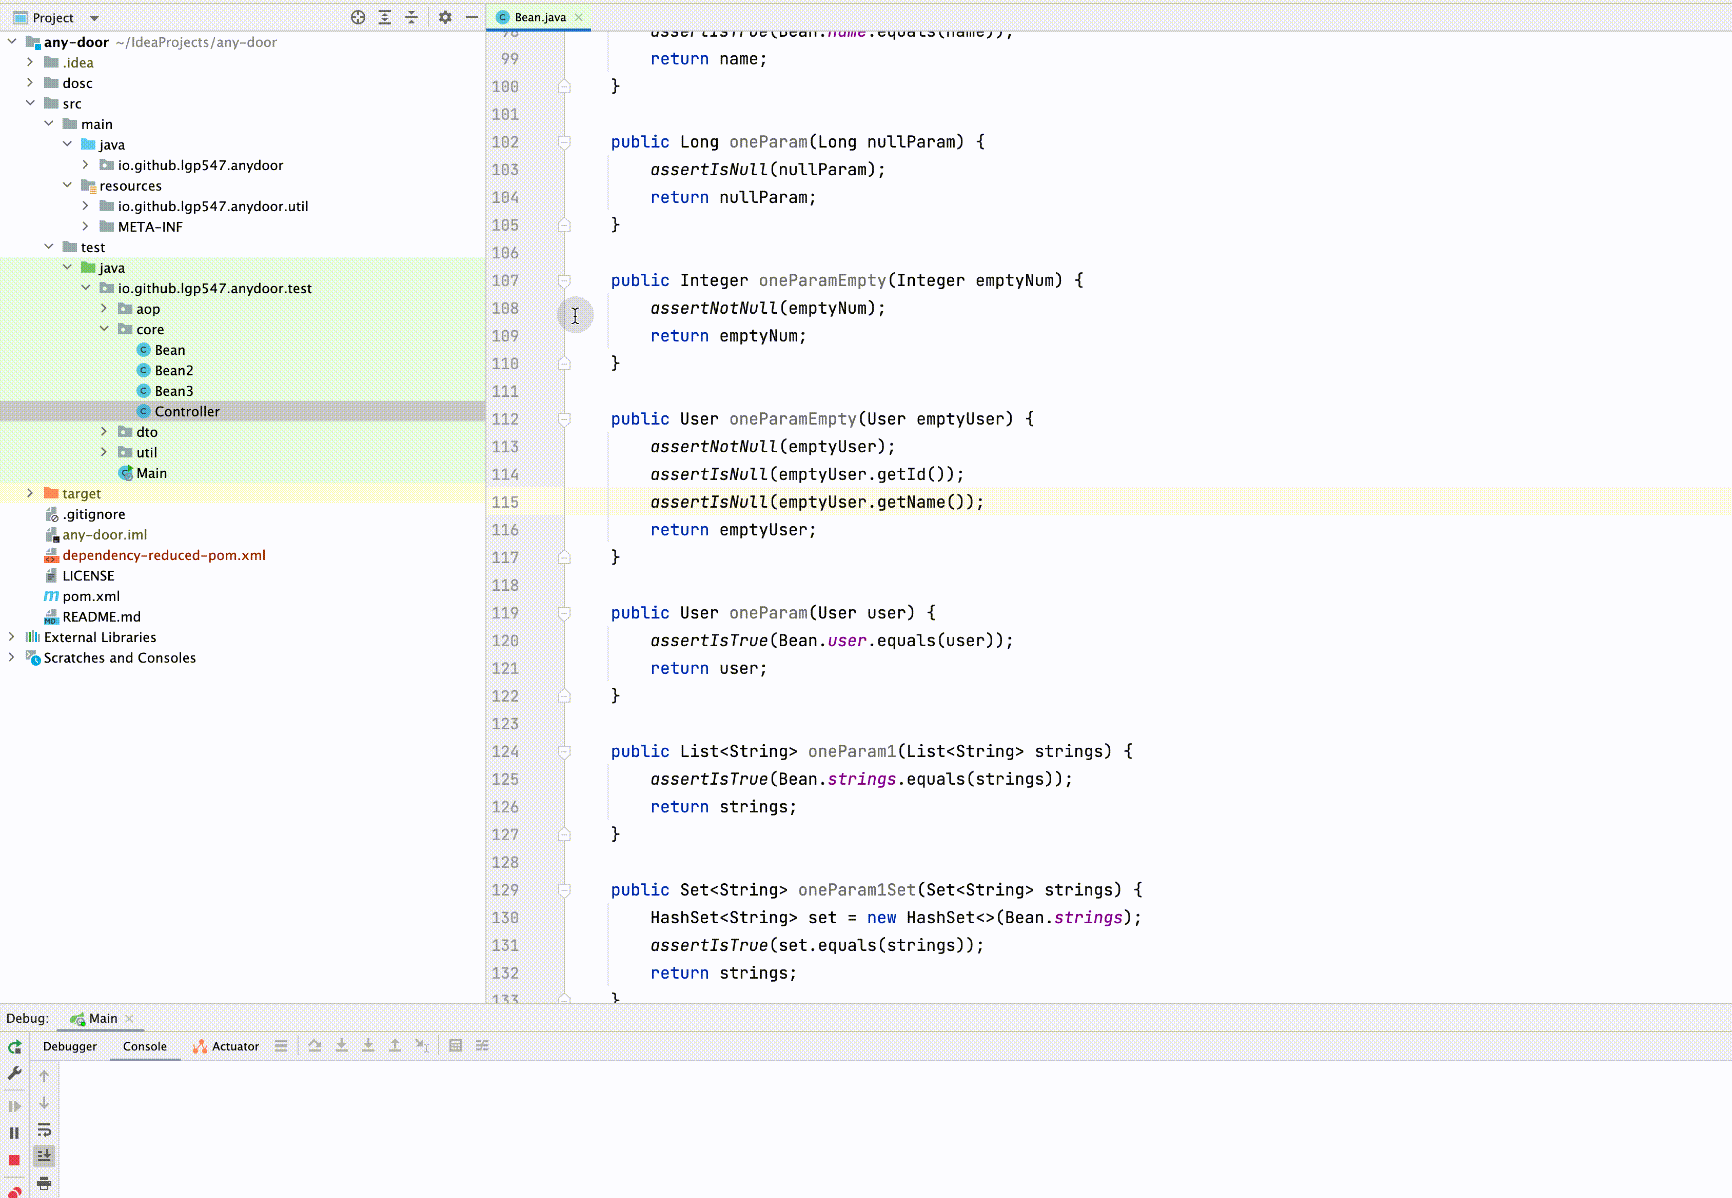 Project
any-door ~/IdeaProjects/any-door
.idea
dosc
src
main
java
io.github.lgp547.anydoor
resources
io.github.lgp547.anydoor.util
META-INF
test
java
io.github.lgp547.anydoor.test
aop
core
Bean
Bean2
Bean3
Controller
dto
util
Main
target
.gitignore
any-door.iml
dependency-reduced-pom.xml
LICENSE
pom.xml
README.md
External Libraries
Scratches and Consoles
Bean.java
98 assertIsTrue(Bean.name.equals(name));
99 return name;
100 }
101
102 public Long oneParam(Long nullParam) {
103 assertIsNull(nullParam);
104 return nullParam;
105 }
106
107 public Integer oneParamEmpty(Integer emptyNum) {
108 assertNotNull(emptyNum);
109 return emptyNum;
110 }
111
112 public User oneParamEmpty(User emptyUser) {
113 assertNotNull(emptyUser);
114 assertIsNull(emptyUser.getId());
115 assertIsNull(emptyUser.getName());
116 return emptyUser;
117 }
118
119 public User oneParam(User user) {
120 assertIsTrue(Bean.user.equals(user));
121 return user;
122 }
123
124 public List<String> oneParam1(List<String> strings) {
125 assertIsTrue(Bean.strings.equals(strings));
126 return strings;
127 }
128
129 public Set<String> oneParam1Set(Set<String> strings) {
130 HashSet<String> set = new HashSet<>(Bean.strings);
131 assertIsTrue(set.equals(strings));
132 return strings;
133 }
Debug: Main
Debugger Console Actuator